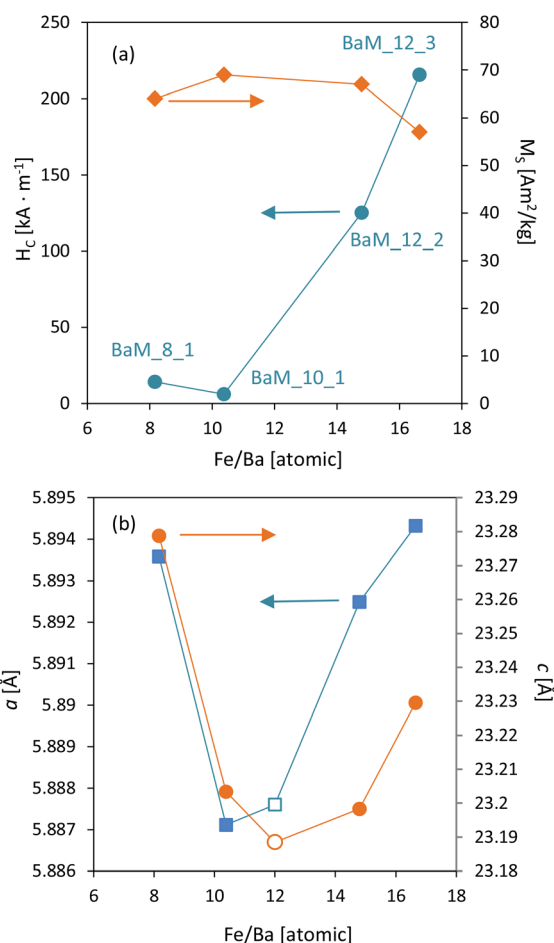 (a)
BaM_12_3
BaM_12_2
BaM_8_1
BaM_10_1
250
200
150
100
50
0
H_C [kA · m⁻¹]
80
70
60
50
40
30
20
10
0
M_S [Am²/kg]
6 8 10 12 14 16 18
Fe/Ba [atomic]
(b)
5.895
5.894
5.893
5.892
5.891
5.89
5.889
5.888
5.887
5.886
a [Å]
23.29
23.28
23.27
23.26
23.25
23.24
23.23
23.22
23.21
23.2
23.19
23.18
c [Å]
6 8 10 12 14 16 18
Fe/Ba [atomic]